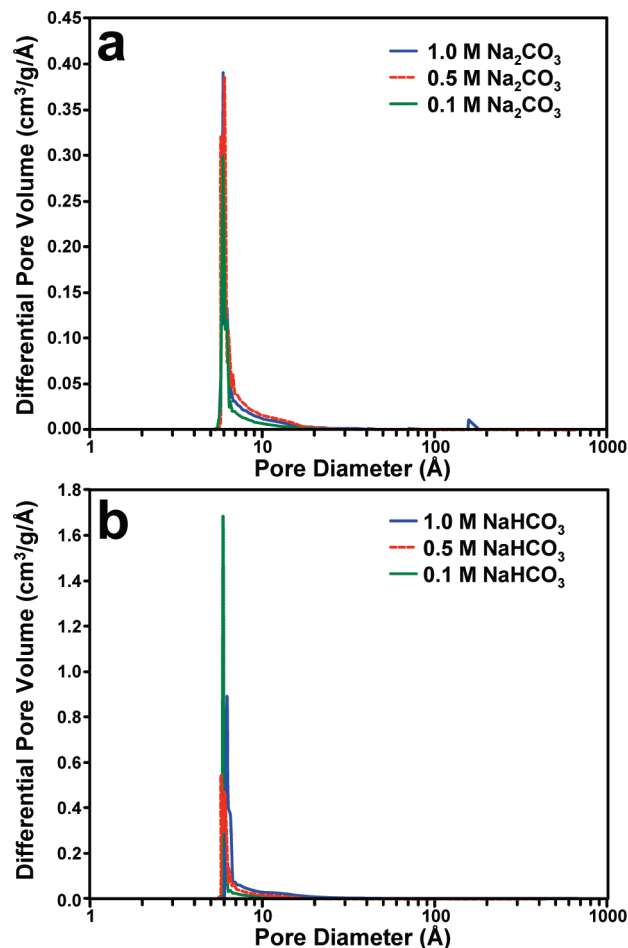 a
1.0 M Na₂CO₃
0.5 M Na₂CO₃
0.1 M Na₂CO₃
Differential Pore Volume (cm³/g/Å)
0.45
0.40
0.35
0.30
0.25
0.20
0.15
0.10
0.05
0.00
1 10 100 1000
Pore Diameter (Å)
b
1.0 M NaHCO₃
0.5 M NaHCO₃
0.1 M NaHCO₃
Differential Pore Volume (cm³/g/Å)
1.8
1.6
1.4
1.2
1.0
0.8
0.6
0.4
0.2
0.0
1 10 100 1000
Pore Diameter (Å)